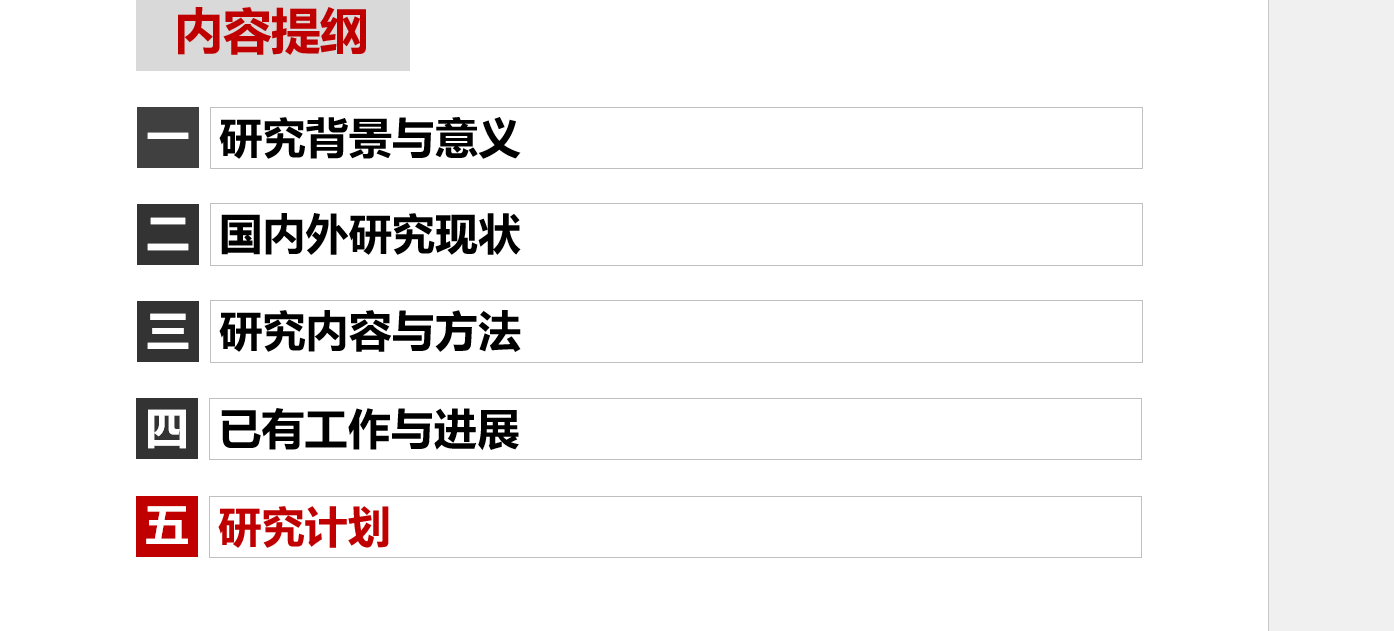 内容提纲
一 研究背景与意义
二 国内外研究现状
三 研究内容与方法
四 已有工作与进展
五 研究计划